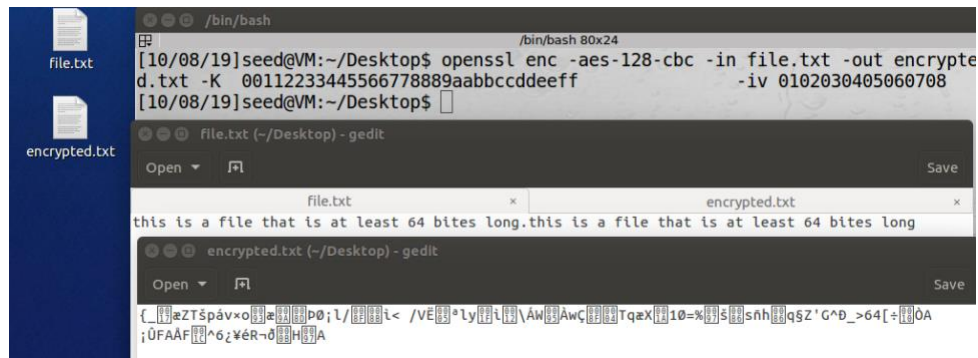 /bin/bash
/bin/bash 80x24
file.txt
[10/08/19]seed@VM:~/Desktop$ openssl enc -aes-128-cbc -in file.txt -out encrypte
d.txt -K 00112233445566778889aabbccddeeff -iv 0102030405060708
[10/08/19]seed@VM:~/Desktop$
encrypted.txt
file.txt (~/Desktop) - gedit
Open Save
file.txt × encrypted.txt ×
this is a file that is at least 64 bites long.this is a file that is at least 64 bites long
encrypted.txt (~/Desktop) - gedit
Open Save